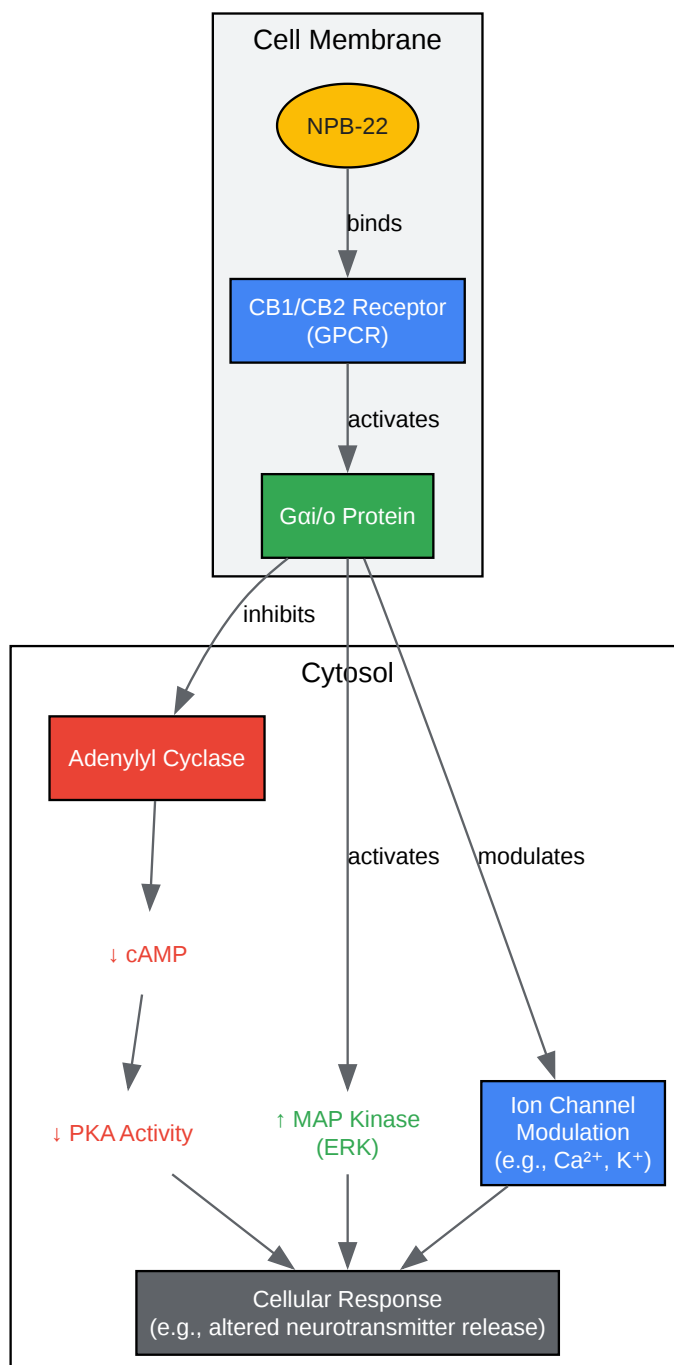 Cell Membrane
NPB-22
binds
CB1/CB2 Receptor
(GPCR)
activates
Gαi/o Protein
inhibits
Cytosol
Adenylyl Cyclase
activates
modulates
↓ cAMP
↓ PKA Activity
↑ MAP Kinase
(ERK)
Ion Channel
Modulation
(e.g., Ca²⁺, K⁺)
Cellular Response
(e.g., altered neurotransmitter release)